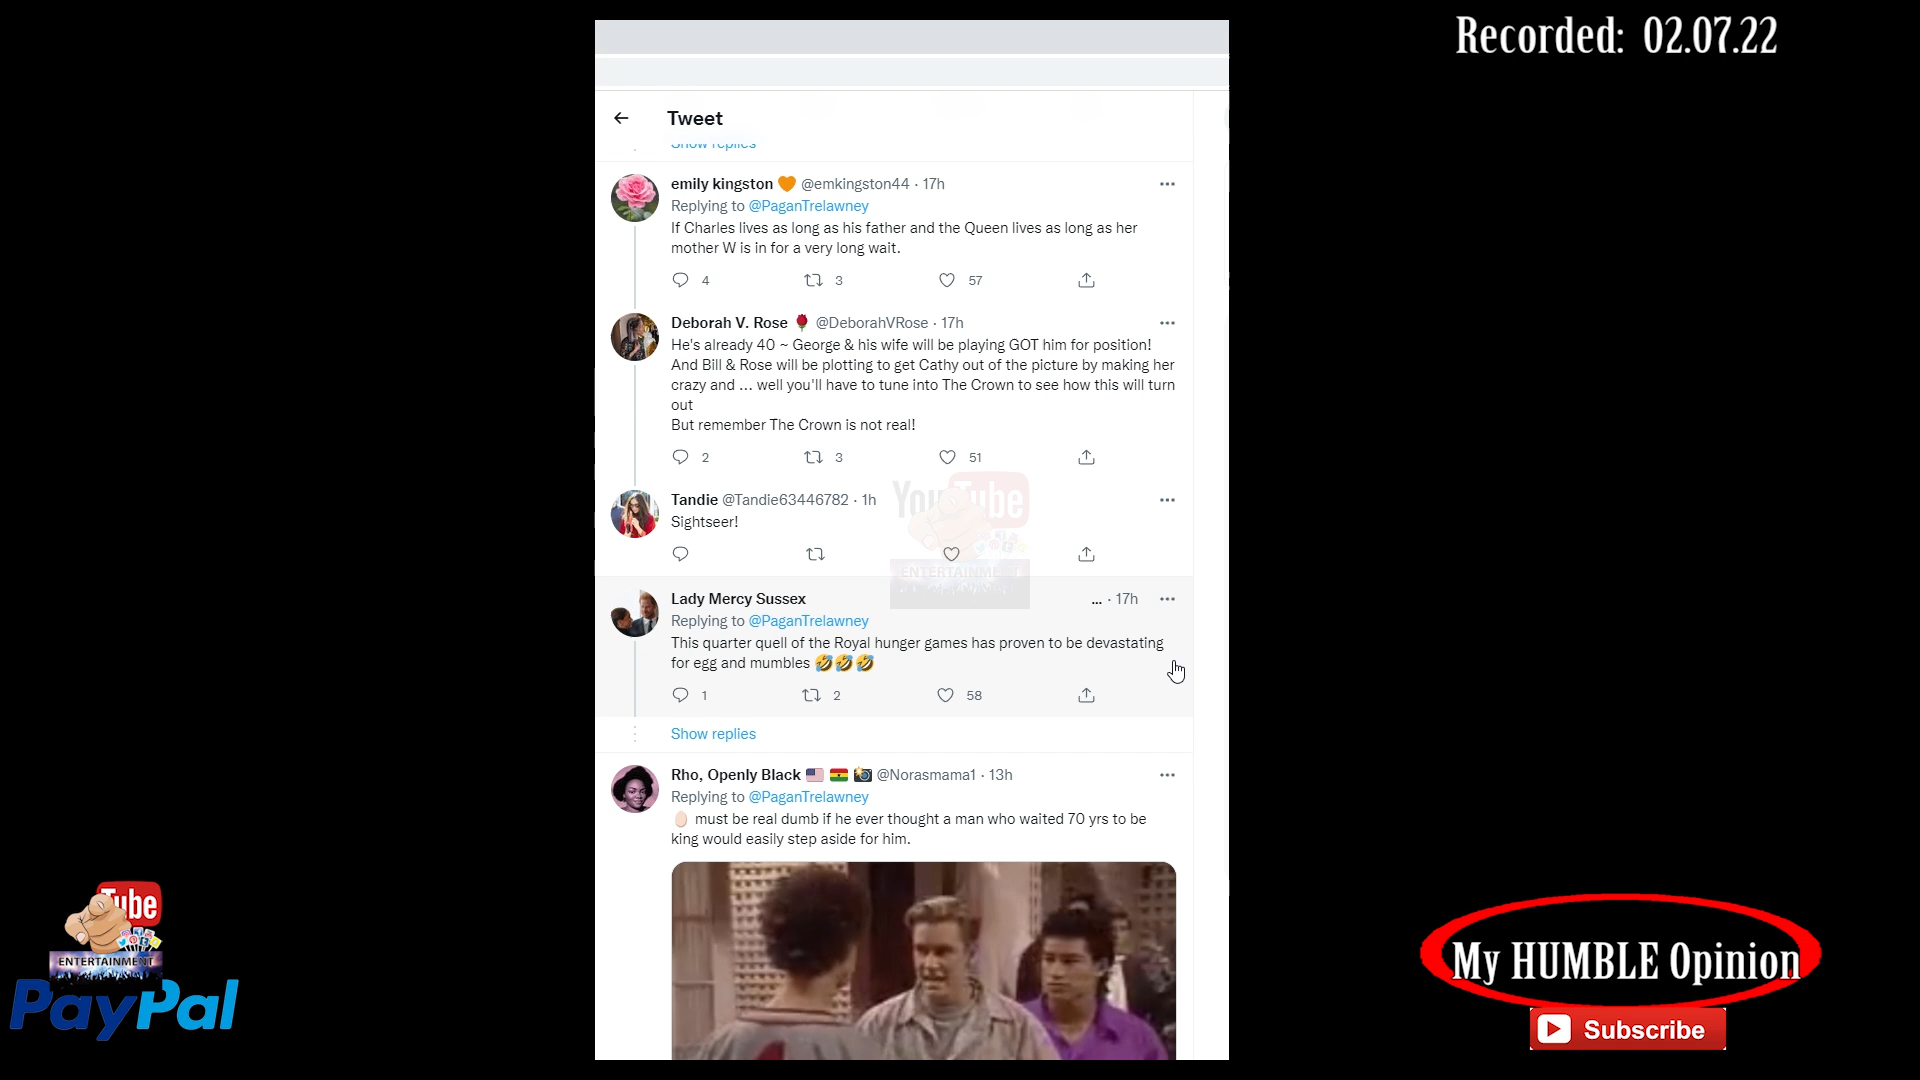 Recorded: 02.07.22
Tweet
Show replies
emily kingston 🧡 @emkingston44 · 17h
Replying to @PaganTrelawney
If Charles lives as long as his father and the Queen lives as long as her
mother W is in for a very long wait.
4 3 57
Deborah V. Rose 🌹 @DeborahVRose · 17h
He's already 40 ~ George & his wife will be playing GOT him for position!
And Bill & Rose will be plotting to get Cathy out of the picture by making her
crazy and ... well you'll have to tune into The Crown to see how this will turn
out
But remember The Crown is not real!
2 3 51
Tandie @Tandie63446782 · 1h
Sightseer!
YouTube
ENTERTAINMENT
Lady Mercy Sussex ... · 17h
Replying to @PaganTrelawney
This quarter quell of the Royal hunger games has proven to be devastating
for egg and mumbles 🤣🤣🤣
1 2 58
Show replies
Rho, Openly Black 🇺🇸 🇬🇭 📸 @Norasmama1 · 13h
Replying to @PaganTrelawney
🥚 must be real dumb if he ever thought a man who waited 70 yrs to be
king would easily step aside for him.
Tube
ENTERTAINMENT
PayPal
My HUMBLE Opinion
Subscribe